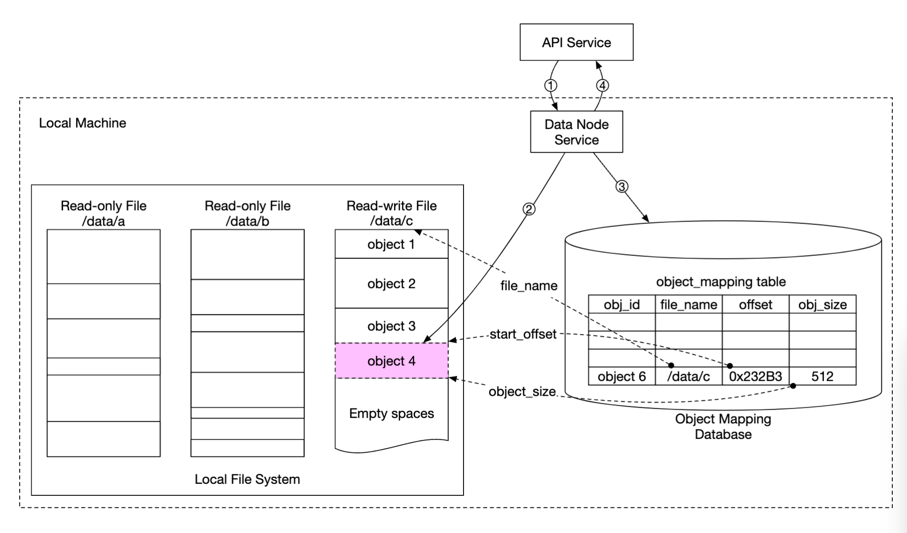 API Service
1
4
Local Machine
Data Node
Service
2
3
Read-only File
/data/a
Read-only File
/data/b
Read-write File
/data/c
object 1
object 2
object 3
object 4
Empty spaces
Local File System
file_name
start_offset
object_size
object_mapping table
obj_id file_name offset obj_size
object 6 /data/c 0x232B3 512
Object Mapping
Database